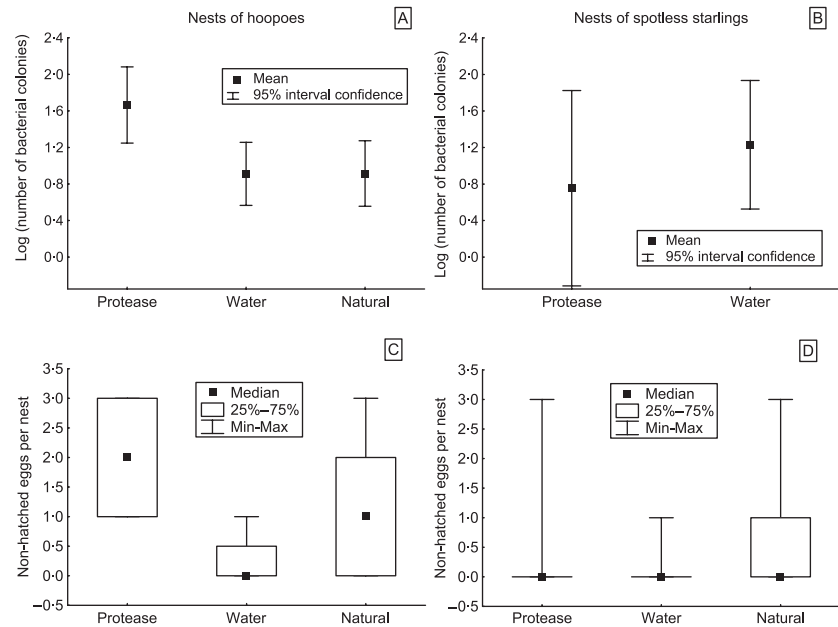 Nests of hoopoes
A
Log (number of bacterial colonies)
2·4
2·0
1·6
1·2
0·8
0·4
0·0
Mean
95% interval confidence
Protease Water Natural
Nests of spotless starlings
B
Log (number of bacterial colonies)
2·4
2·0
1·6
1·2
0·8
0·4
0·0
Mean
95% interval confidence
Protease Water
C
Non-hatched eggs per nest
3·5
3·0
2·5
2·0
1·5
1·0
0·5
0·0
−0·5
Median
25%–75%
Min-Max
Protease Water Natural
D
Non-hatched eggs per nest
3·5
3·0
2·5
2·0
1·5
1·0
0·5
0·0
−0·5
Median
25%–75%
Min-Max
Protease Water Natural